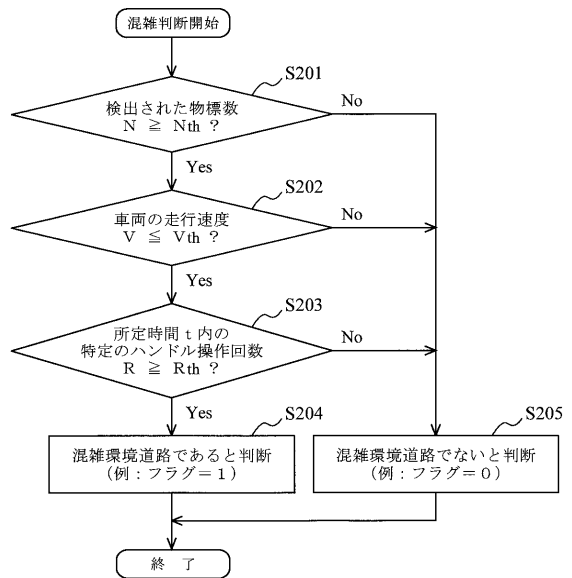 混雑判断開始
S201
検出された物標数
N ≧ Nth ?
No
Yes
S202
車両の走行速度
V ≦ Vth ?
No
Yes
S203
所定時間t内の
特定のハンドル操作回数
R ≧ Rth ?
No
Yes
S204
混雑環境道路であると判断
(例:フラグ=1)
S205
混雑環境道路でないと判断
(例:フラグ=0)
終 了